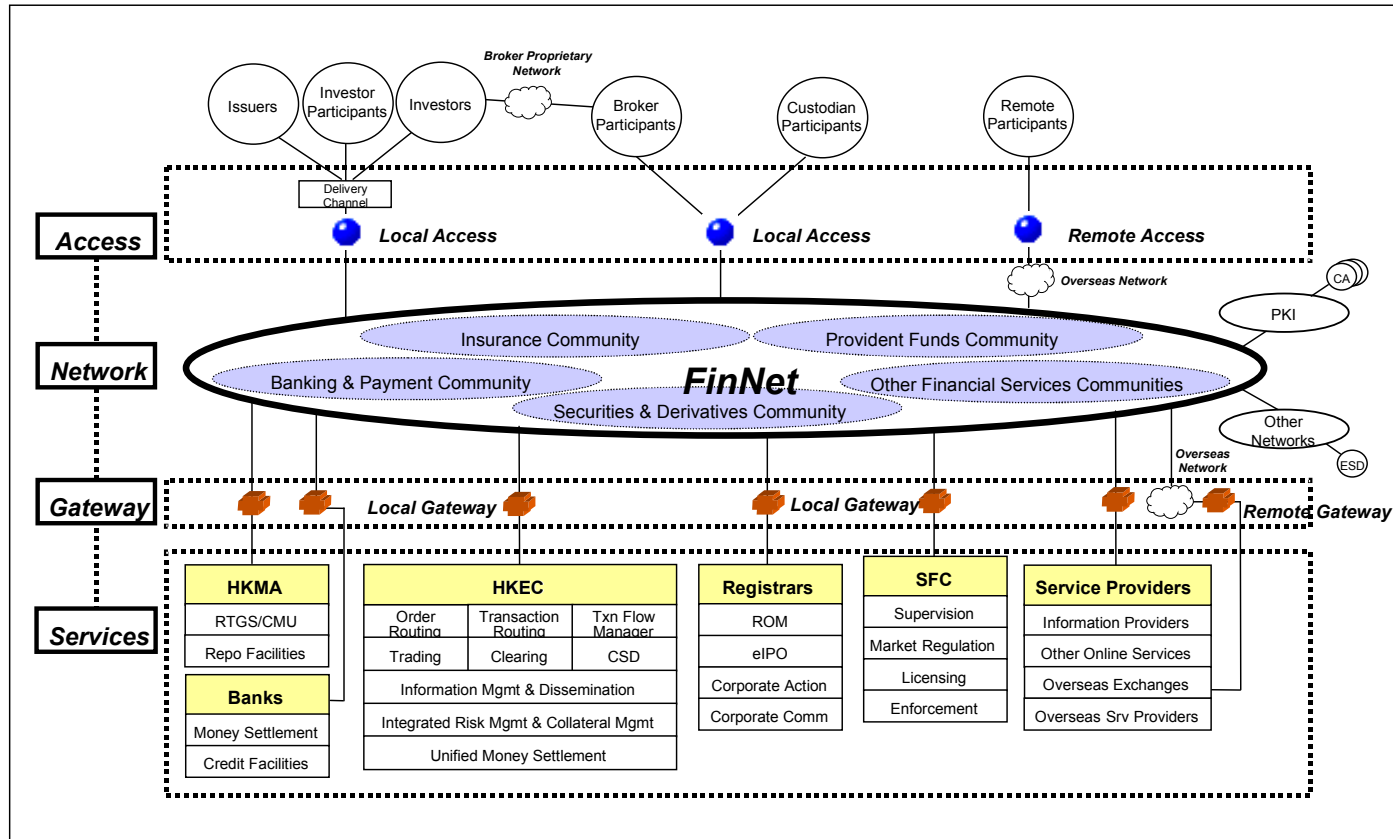 Broker Proprietary
Network
Issuers
Investor
Participants
Investors
Broker
Participants
Custodian
Participants
Remote
Participants
Delivery
Channel
Access
Local Access
Local Access
Remote Access
Overseas Network
CA
PKI
Network
Insurance Community
Provident Funds Community
FinNet
Banking & Payment Community
Other Financial Services Communities
Securities & Derivatives Community
Other
Networks
ESD
Overseas
Network
Gateway
Local Gateway
Local Gateway
Remote Gateway
Services
HKMA
RTGS/CMU
Repo Facilities
Banks
Money Settlement
Credit Facilities
HKEC
Order
Routing
Transaction
Routing
Txn Flow
Manager
Trading
Clearing
CSD
Information Mgmt & Dissemination
Integrated Risk Mgmt & Collateral Mgmt
Unified Money Settlement
Registrars
ROM
eIPO
Corporate Action
Corporate Comm
SFC
Supervision
Market Regulation
Licensing
Enforcement
Service Providers
Information Providers
Other Online Services
Overseas Exchanges
Overseas Srv Providers